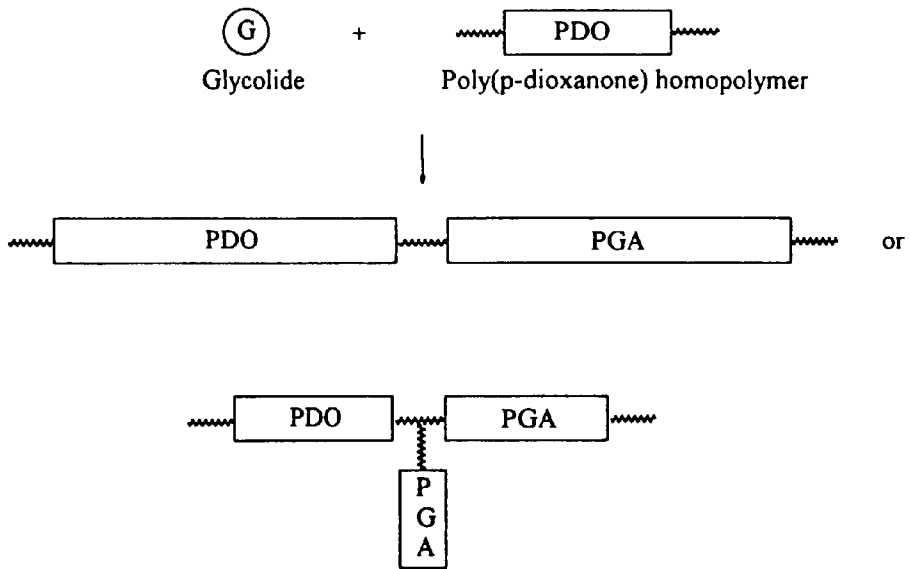 G + PDO
Glycolide Poly(p-dioxanone) homopolymer
PDO PGA or
PDO PGA
P
G
A